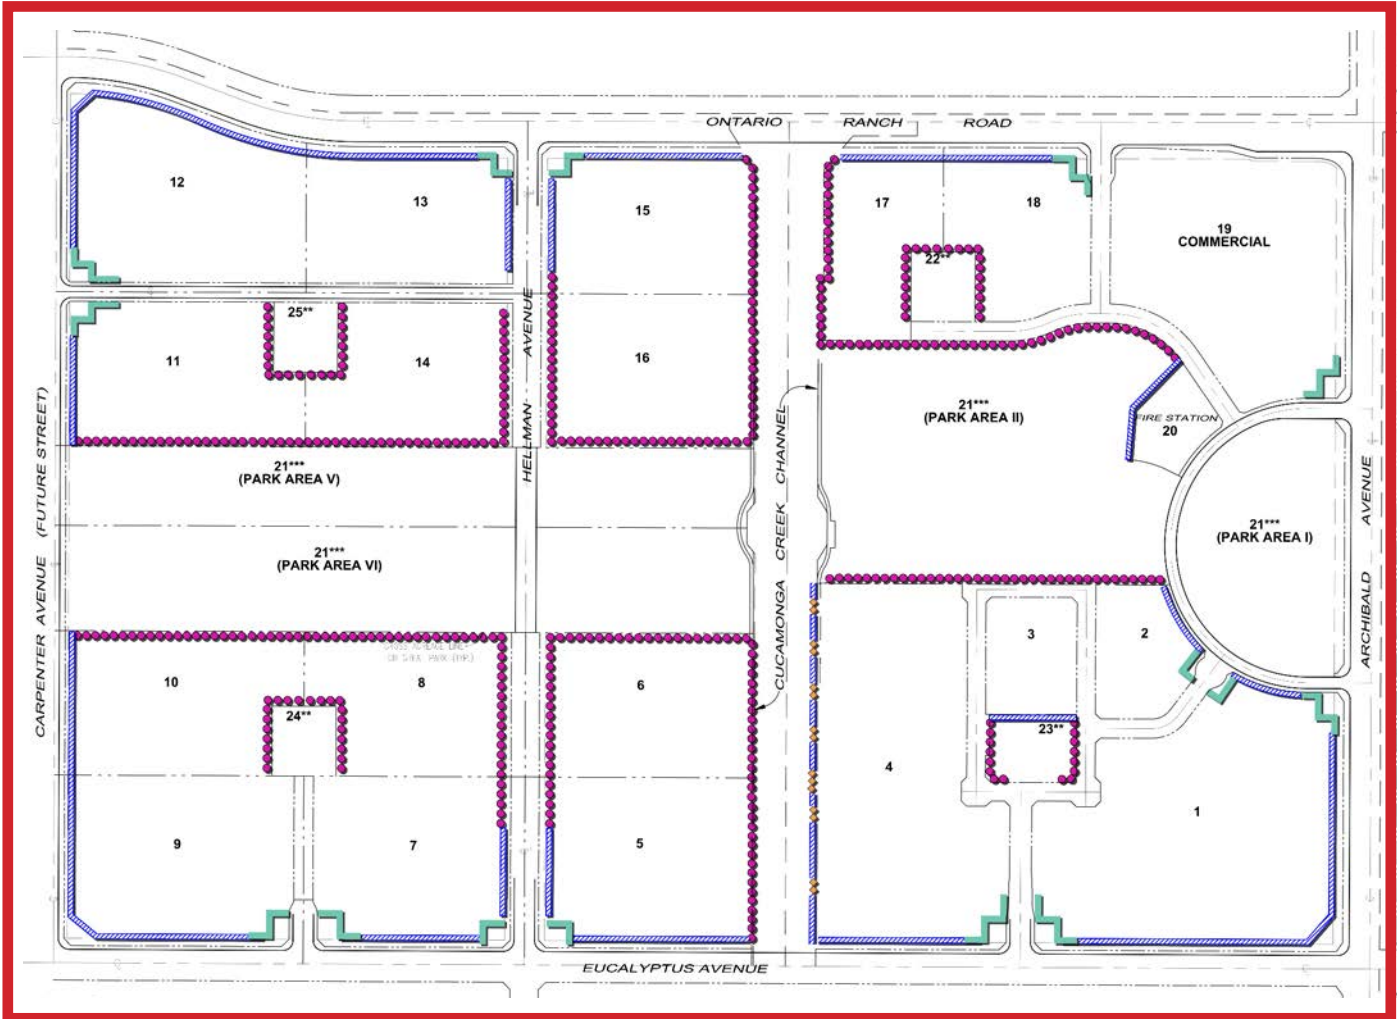 ONTARIO RANCH ROAD
12
13
15
17
18
19
COMMERCIAL
22**
25**
11
14
16
HELLMAN AVENUE
21***
(PARK AREA II)
FIRE STATION
20
CARPENTER AVENUE (FUTURE STREET)
21***
(PARK AREA V)
CUCAMONGA CREEK CHANNEL
21***
(PARK AREA I)
ARCHIBALD AVENUE
21***
(PARK AREA VI)
3
2
GROSS ACREAGE LINE-
10
8
6
24**
23**
4
1
9
7
5
EUCALYPTUS AVENUE